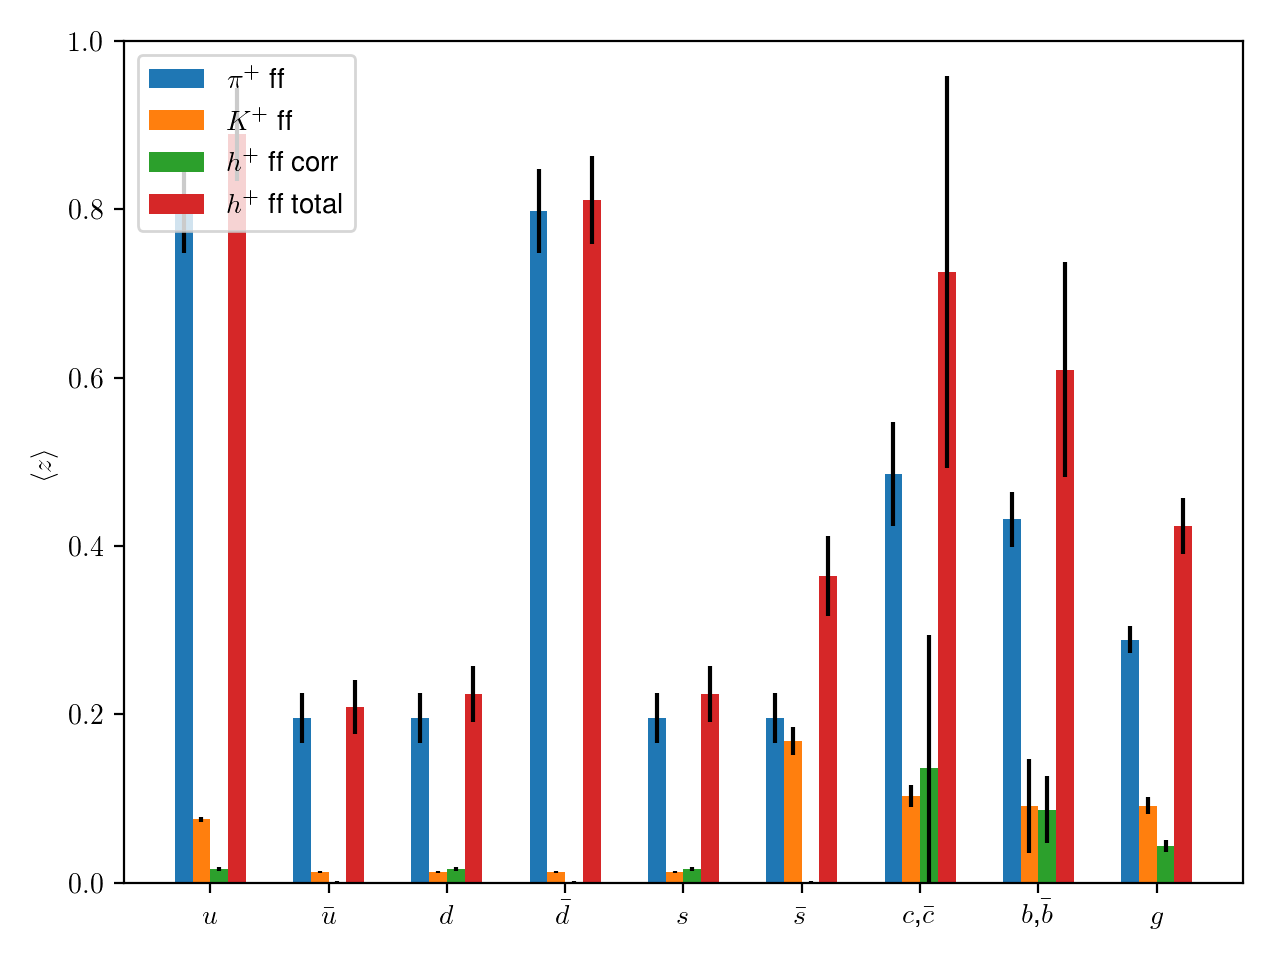 1.0
π⁺ ff
K⁺ ff
h⁺ ff corr
h⁺ ff total
0.8
0.6
⟨z⟩
0.4
0.2
0.0
u ū d d̄ s s̄ c,c̄ b,b̄ g